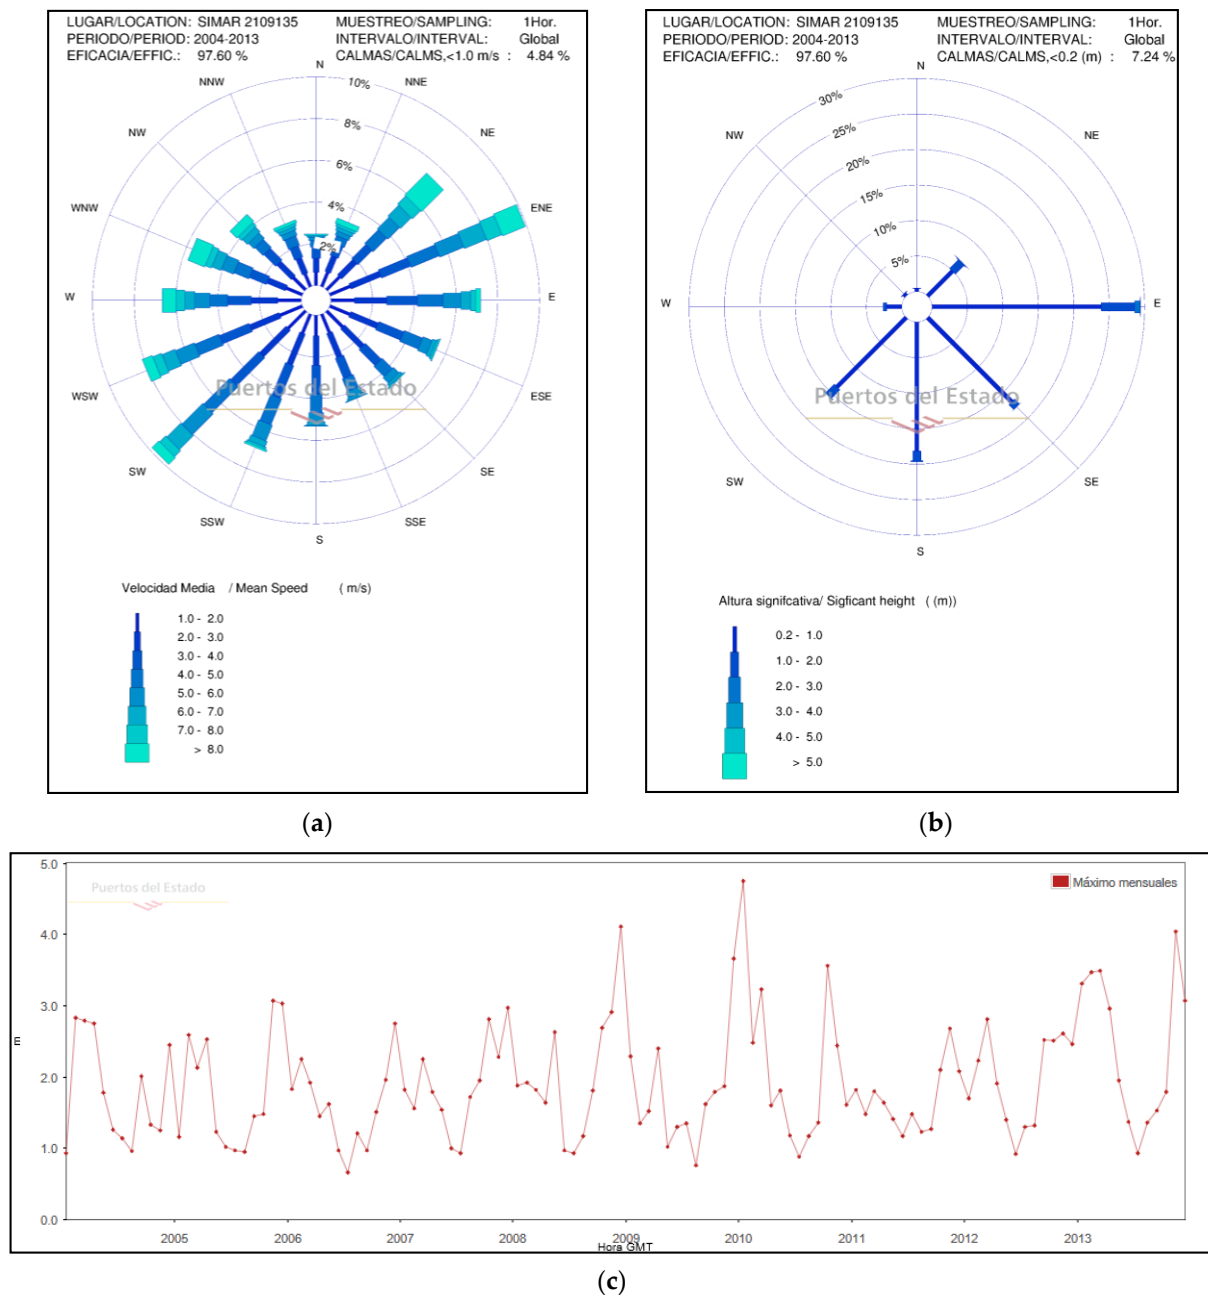 LUGAR/LOCATION: SIMAR 2109135 MUESTREO/SAMPLING: 1Hor.
PERIODO/PERIOD: 2004-2013 INTERVALO/INTERVAL: Global
EFICACIA/EFFIC.: 97.60 % CALMAS/CALMS,<1.0 m/s : 4.84 %
N
NNW 10% NNE
NW 8% NE
6%
WNW 4% ENE
2%
W E
Puertos del Estado
WSW ESE
SW SE
SSW SSE
S
Velocidad Media / Mean Speed ( m/s)
1.0 - 2.0
2.0 - 3.0
3.0 - 4.0
4.0 - 5.0
5.0 - 6.0
6.0 - 7.0
7.0 - 8.0
> 8.0
(a)
LUGAR/LOCATION: SIMAR 2109135 MUESTREO/SAMPLING: 1Hor.
PERIODO/PERIOD: 2004-2013 INTERVALO/INTERVAL: Global
EFICACIA/EFFIC.: 97.60 % CALMAS/CALMS,<0.2 (m) : 7.24 %
N
30%
NW 25% NE
20%
15%
10%
5%
W E
Puertos del Estado
SW SE
S
Altura signifcativa/ Sigficant height ( (m))
0.2 - 1.0
1.0 - 2.0
2.0 - 3.0
3.0 - 4.0
4.0 - 5.0
> 5.0
(b)
5.0
Puertos del Estado Máximo mensuales
4.0
3.0
m
2.0
1.0
0.0
2005 2006 2007 2008 2009 2010 2011 2012 2013
Hora GMT
(c)